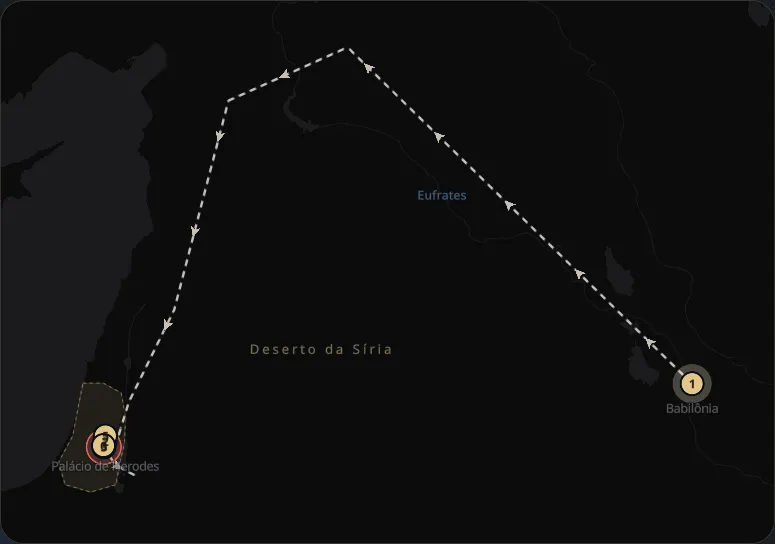 Eufrates
Deserto da Síria
1
Babilônia
Palácio de Herodes